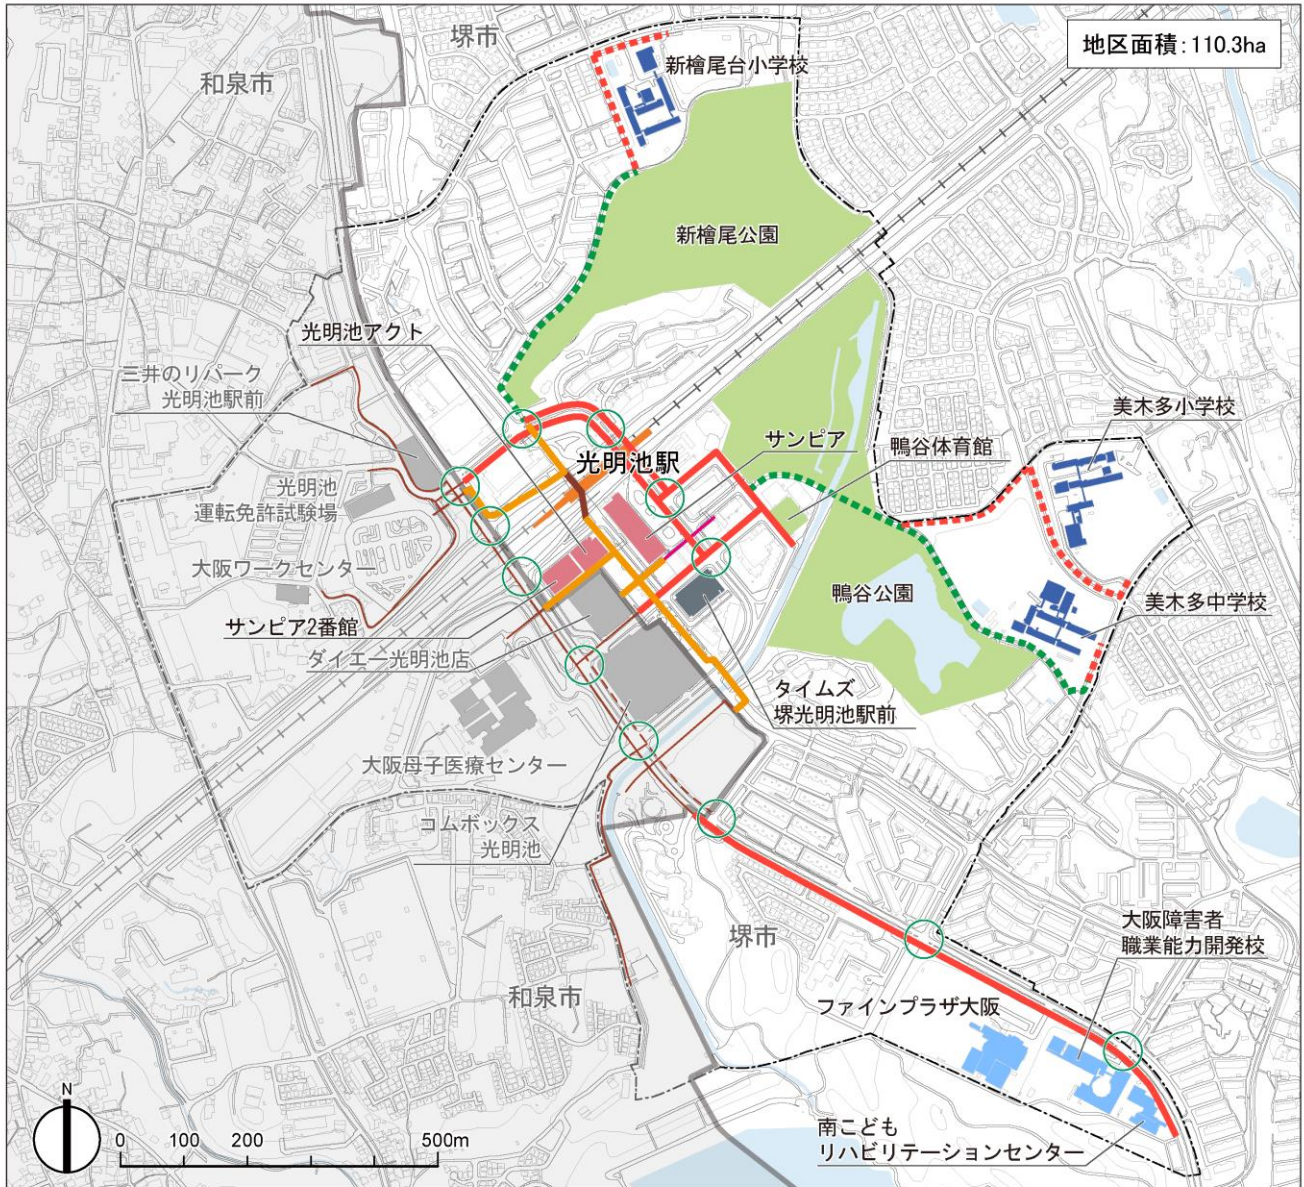 堺市
地区面積：110.3ha
和泉市
新檜尾台小学校
新檜尾公園
光明池アクト
三井のリパーク
光明池駅前
美木多小学校
サンピア
鴨谷体育館
光明池駅
光明池
運転免許試験場
大阪ワークセンター
鴨谷公園
美木多中学校
サンピア2番館
ダイエー光明池店
タイムズ
堺光明池駅前
大阪母子医療センター
コムボックス
光明池
堺市
大阪障害者
職業能力開発校
和泉市
ファインプラザ大阪
南こども
リハビリテーションセンター
N
0 100 200 500m